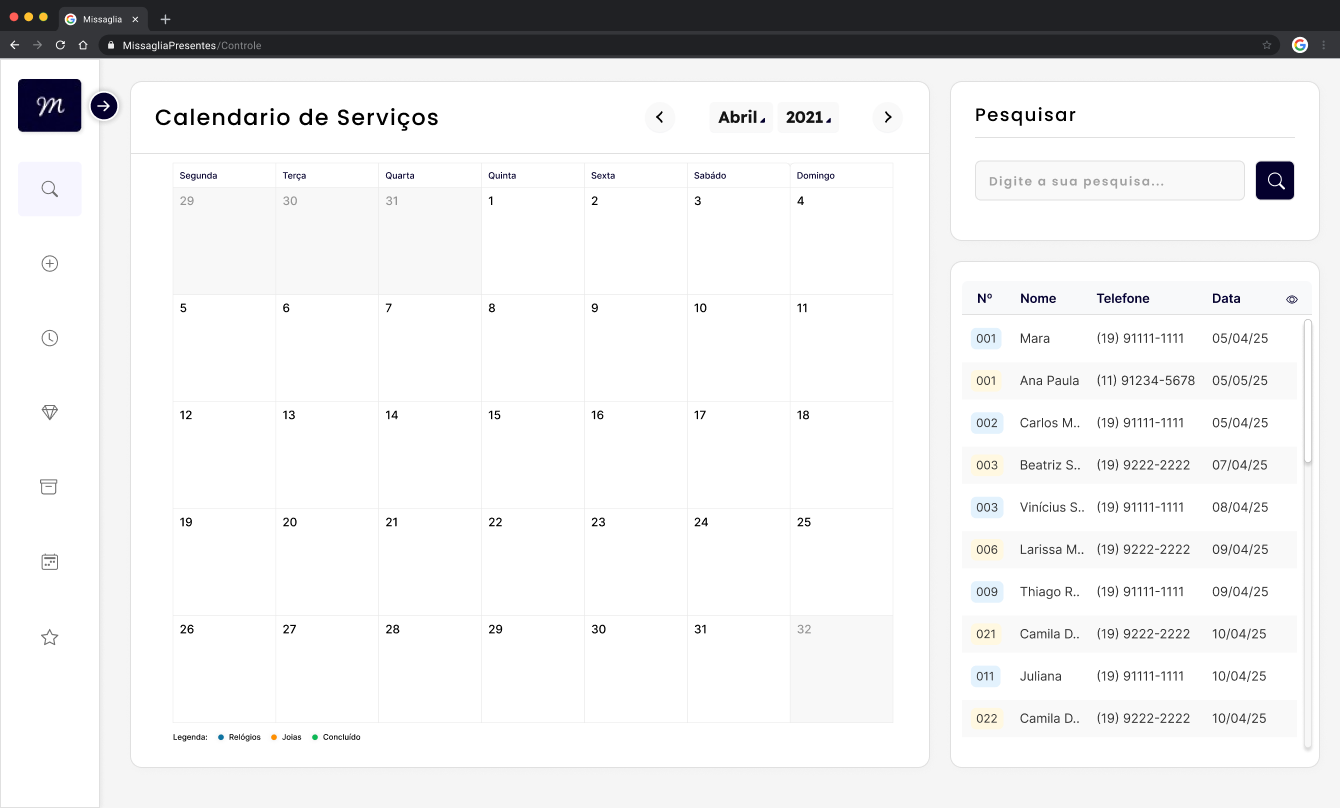 Missaglia
MissagliaPresentes/Controle
m
Calendario de Serviços
Abril 2021
Segunda Terça Quarta Quinta Sexta Sabádo Domingo
29 30 31 1 2 3 4
5 6 7 8 9 10 11
12 13 14 15 16 17 18
19 20 21 22 23 24 25
26 27 28 29 30 31 32
Legenda: Relógios Joias Concluído
Pesquisar
Digite a sua pesquisa...
Nº Nome Telefone Data
001 Mara (19) 91111-1111 05/04/25
001 Ana Paula (11) 91234-5678 05/05/25
002 Carlos M.. (19) 91111-1111 05/04/25
003 Beatriz S.. (19) 9222-2222 07/04/25
003 Vinícius S.. (19) 91111-1111 08/04/25
006 Larissa M.. (19) 9222-2222 09/04/25
009 Thiago R.. (19) 91111-1111 09/04/25
021 Camila D.. (19) 9222-2222 10/04/25
011 Juliana (19) 91111-1111 10/04/25
022 Camila D.. (19) 9222-2222 10/04/25